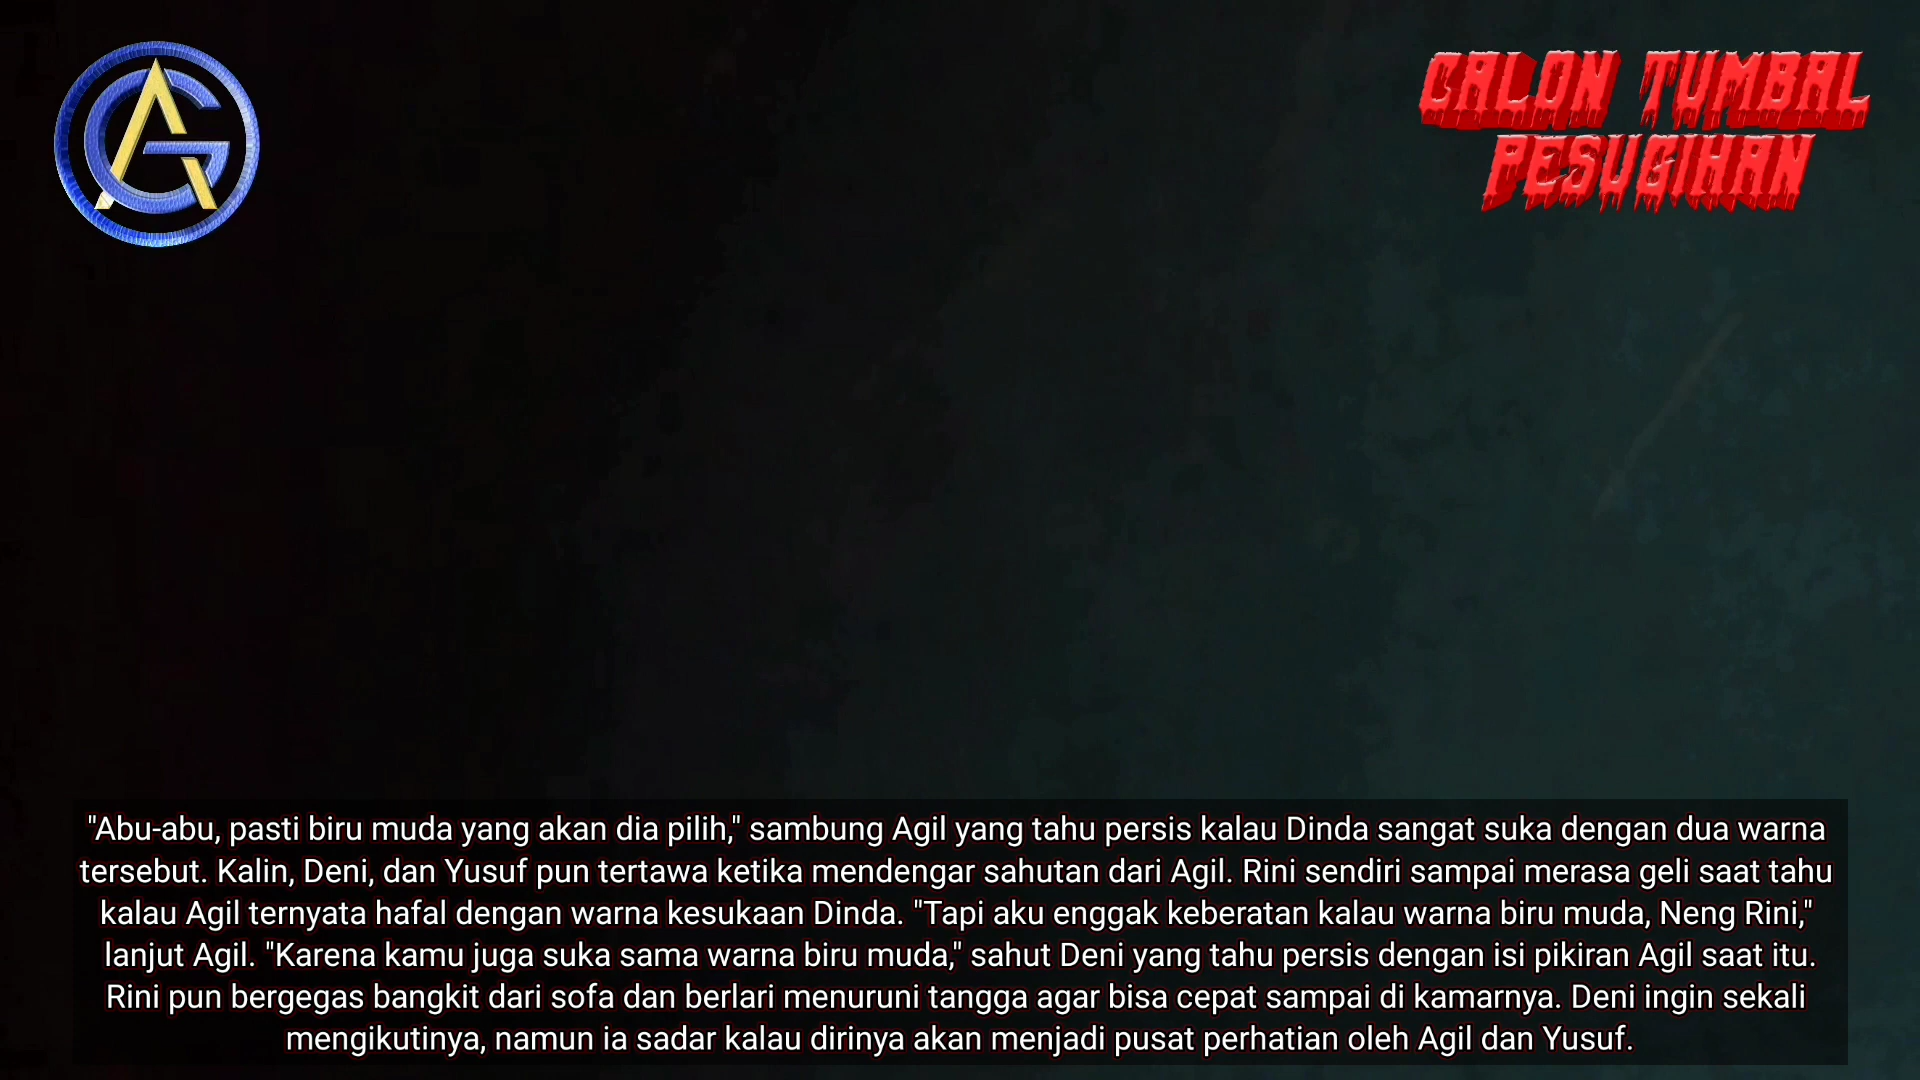 CALON TUMBAL
PESUGIHAN
"Abu-abu, pasti biru muda yang akan dia pilih," sambung Agil yang tahu persis kalau Dinda sangat suka dengan dua warna
tersebut. Kalin, Deni, dan Yusuf pun tertawa ketika mendengar sahutan dari Agil. Rini sendiri sampai merasa geli saat tahu
kalau Agil ternyata hafal dengan warna kesukaan Dinda. "Tapi aku enggak keberatan kalau warna biru muda, Neng Rini,"
lanjut Agil. "Karena kamu juga suka sama warna biru muda," sahut Deni yang tahu persis dengan isi pikiran Agil saat itu.
Rini pun bergegas bangkit dari sofa dan berlari menuruni tangga agar bisa cepat sampai di kamarnya. Deni ingin sekali
mengikutinya, namun ia sadar kalau dirinya akan menjadi pusat perhatian oleh Agil dan Yusuf.